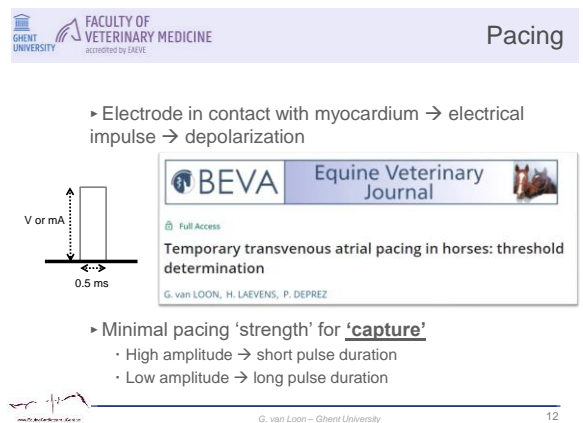 GHENT
UNIVERSITY
FACULTY OF
VETERINARY MEDICINE
accredited by EAEVE
Pacing
▸ Electrode in contact with myocardium → electrical
impulse → depolarization
BEVA
Equine Veterinary
Journal
Full Access
Temporary transvenous atrial pacing in horses: threshold
determination
G. van LOON, H. LAEVENS, P. DEPREZ
V or mA
0.5 ms
▸ Minimal pacing ‘strength’ for ‘capture’
· High amplitude → short pulse duration
· Low amplitude → long pulse duration
G. van Loon – Ghent University
12